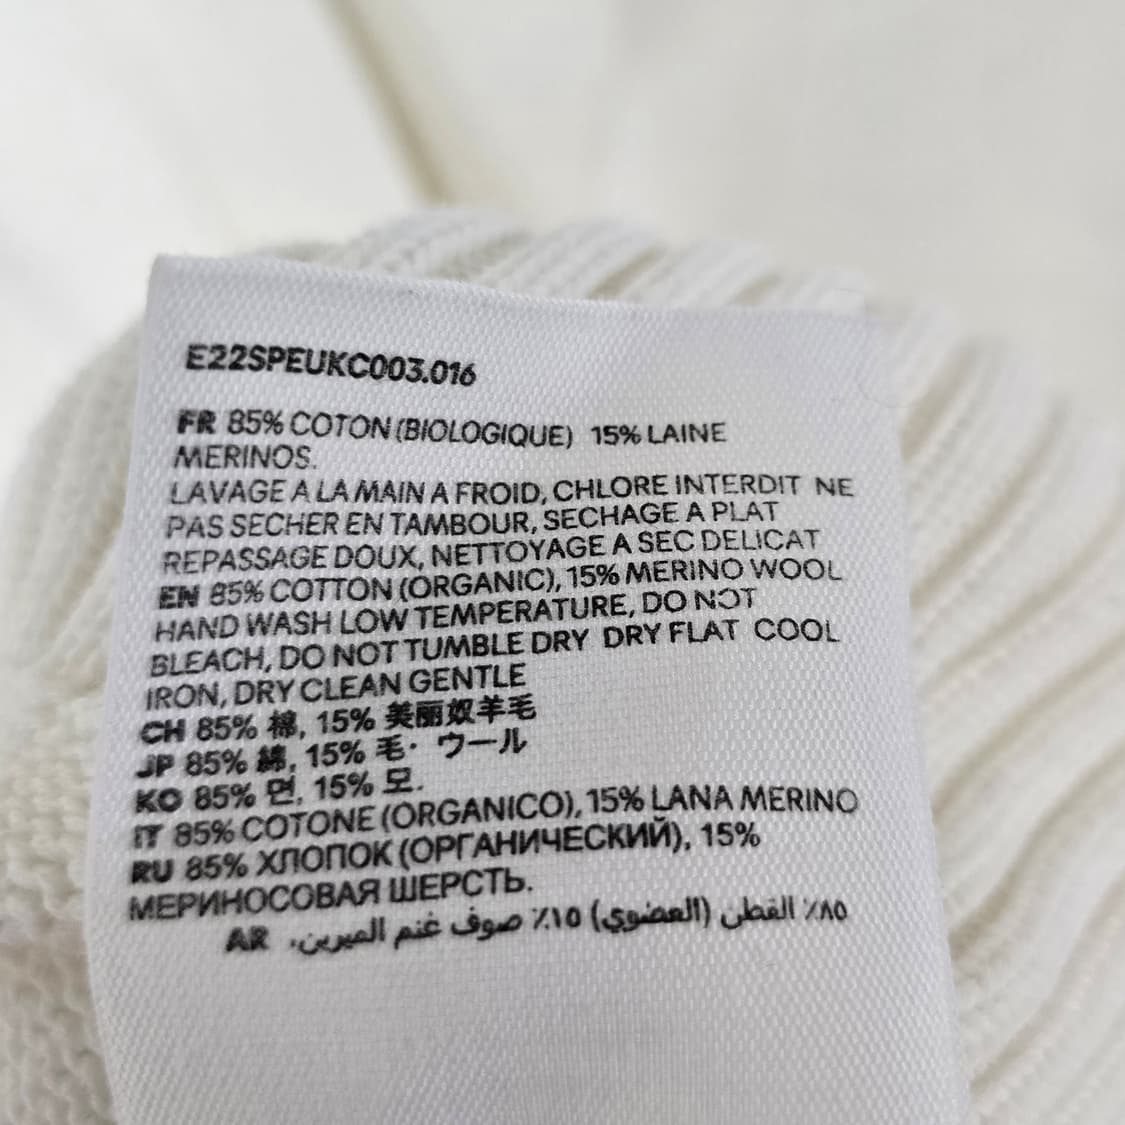 E22SPEUKC003.016
FR 85% COTON (BIOLOGIQUE) 15% LAINE
MERINOS.
LAVAGE A LA MAIN A FROID, CHLORE INTERDIT NE
PAS SECHER EN TAMBOUR, SECHAGE A PLAT
REPASSAGE DOUX, NETTOYAGE A SEC DELICAT
EN 85% COTTON (ORGANIC), 15% MERINO WOOL
HAND WASH LOW TEMPERATURE, DO NOT
BLEACH, DO NOT TUMBLE DRY DRY FLAT COOL
IRON, DRY CLEAN GENTLE
CH 85% 棉, 15% 美丽奴羊毛
JP 85% 綿, 15% 毛・ウール
KO 85% 면, 15% 모.
IT 85% COTONE (ORGANICO), 15% LANA MERINO
RU 85% ХЛОПОК (ОРГАНИЧЕСКИЙ), 15%
МЕРИНОСОВАЯ ШЕРСТЬ.
٨٥٪ القطن (العضوي) ١٥٪ صوف غنم الميرين، AR